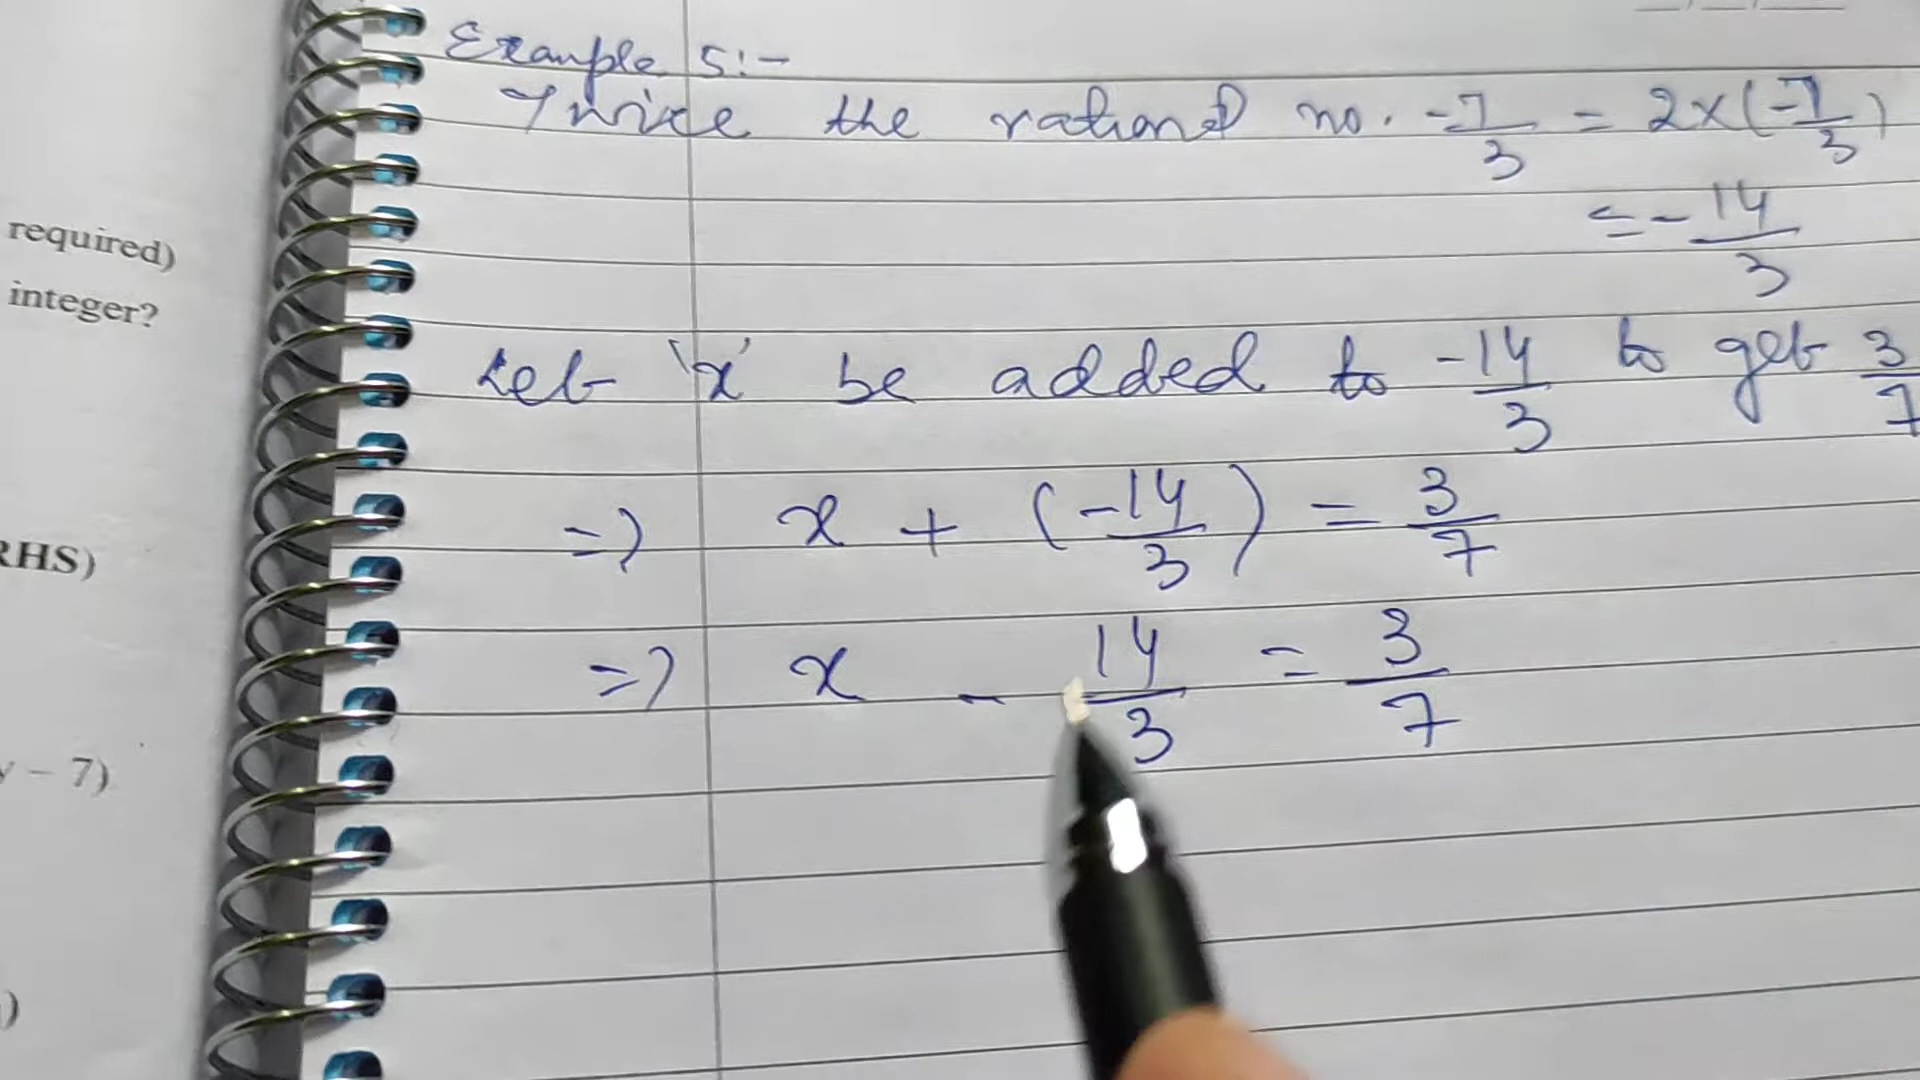 required)
integer?
RHS)
y – 7)
)
Example 5:-
Twice the rational no. -7/3 = 2×(-7/3)
= -14/3
Let 'x' be added to -14/3 to get 3/7
=> x + (-14/3) = 3/7
=> x - 14/3 = 3/7